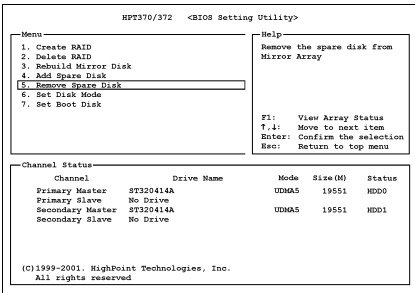 HPT370/372 <BIOS Setting Utility>
Menu
1. Create RAID
2. Delete RAID
3. Rebuild Mirror Disk
4. Add Spare Disk
5. Remove Spare Disk
6. Set Disk Mode
7. Set Boot Disk
Help
Remove the spare disk from
Mirror Array
F1: View Array Status
↑,↓: Move to next item
Enter: Confirm the selection
Esc: Return to top menu
Channel Status
Channel Drive Name Mode Size(M) Status
Primary Master ST320414A UDMA5 19551 HDD0
Primary Slave No Drive
Secondary Master ST320414A UDMA5 19551 HDD1
Secondary Slave No Drive
(C)1999-2001. HighPoint Technologies, Inc.
All rights reserved